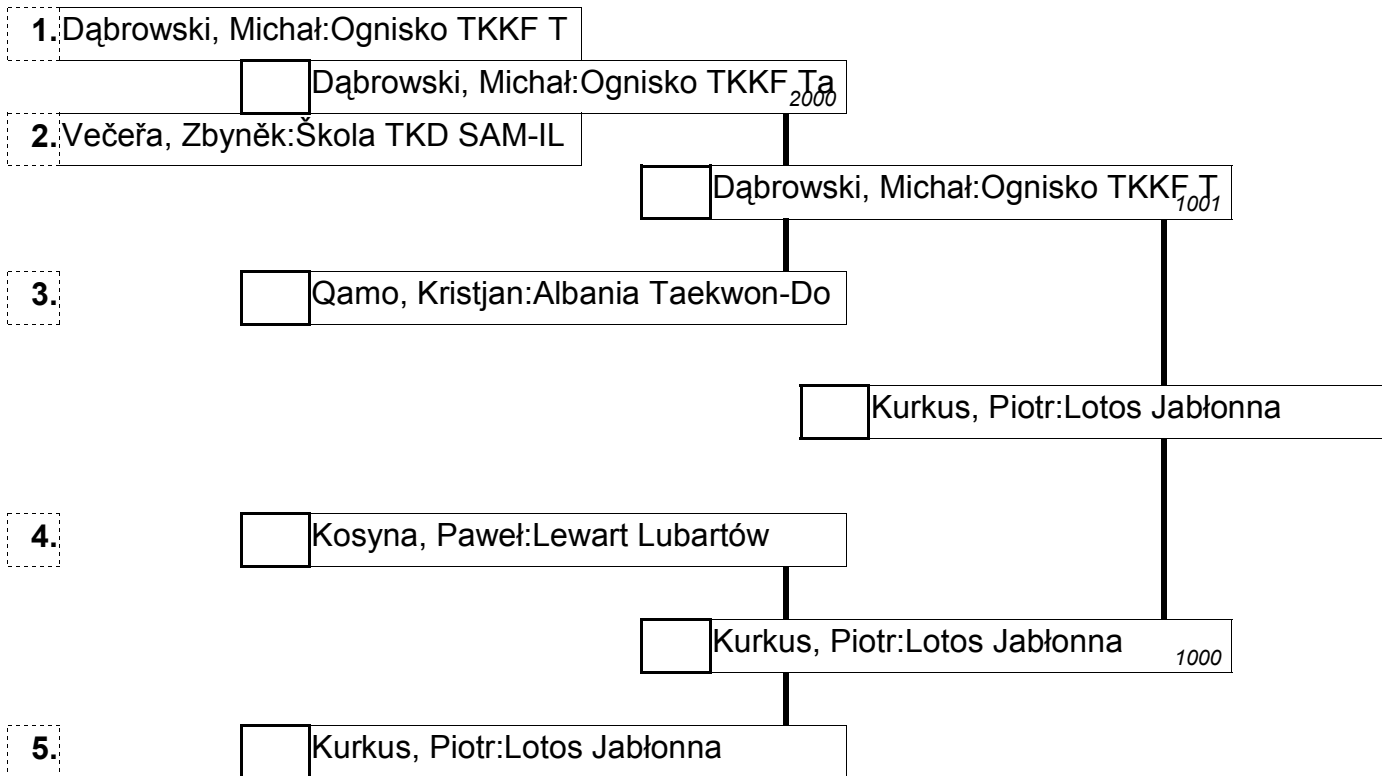 1. Dąbrowski, Michał:Ognisko TKKF T
Dąbrowski, Michał:Ognisko TKKF Ta
2000
2. Večeřa, Zbyněk:Škola TKD SAM-IL
Dąbrowski, Michał:Ognisko TKKF T
1001
3. Qamo, Kristjan:Albania Taekwon-Do
Kurkus, Piotr:Lotos Jabłonna
4. Kosyna, Paweł:Lewart Lubartów
Kurkus, Piotr:Lotos Jabłonna
1000
5. Kurkus, Piotr:Lotos Jabłonna